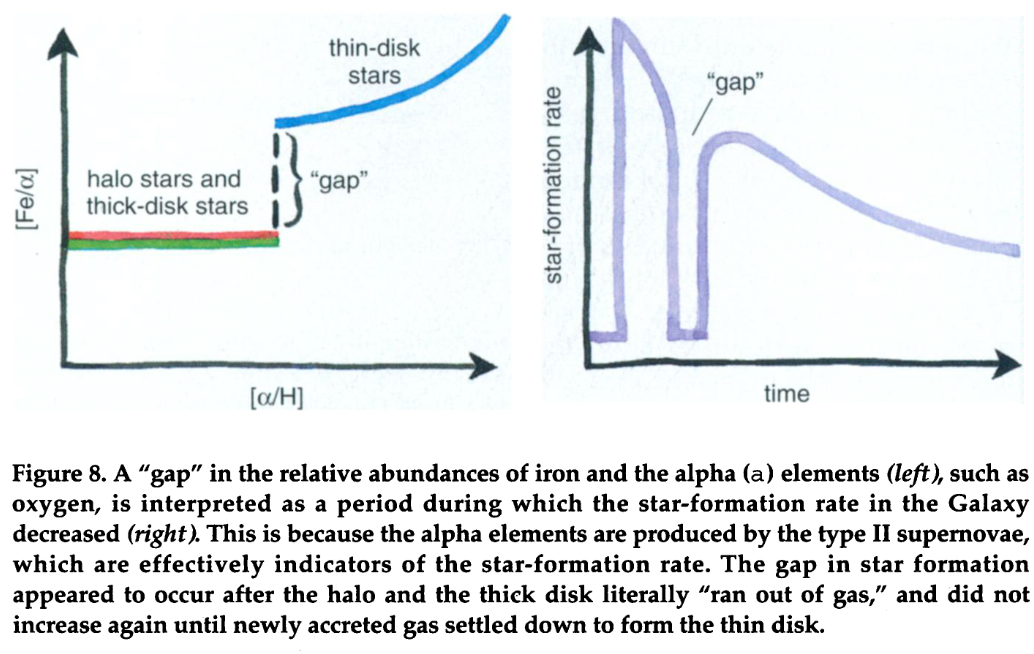 thin-disk
stars
halo stars and
thick-disk stars
"gap"
[Fe/α]
[α/H]
"gap"
star-formation rate
time
Figure 8. A "gap" in the relative abundances of iron and the alpha (a) elements (left), such as
oxygen, is interpreted as a period during which the star-formation rate in the Galaxy
decreased (right). This is because the alpha elements are produced by the type II supernovae,
which are effectively indicators of the star-formation rate. The gap in star formation
appeared to occur after the halo and the thick disk literally "ran out of gas," and did not
increase again until newly accreted gas settled down to form the thin disk.